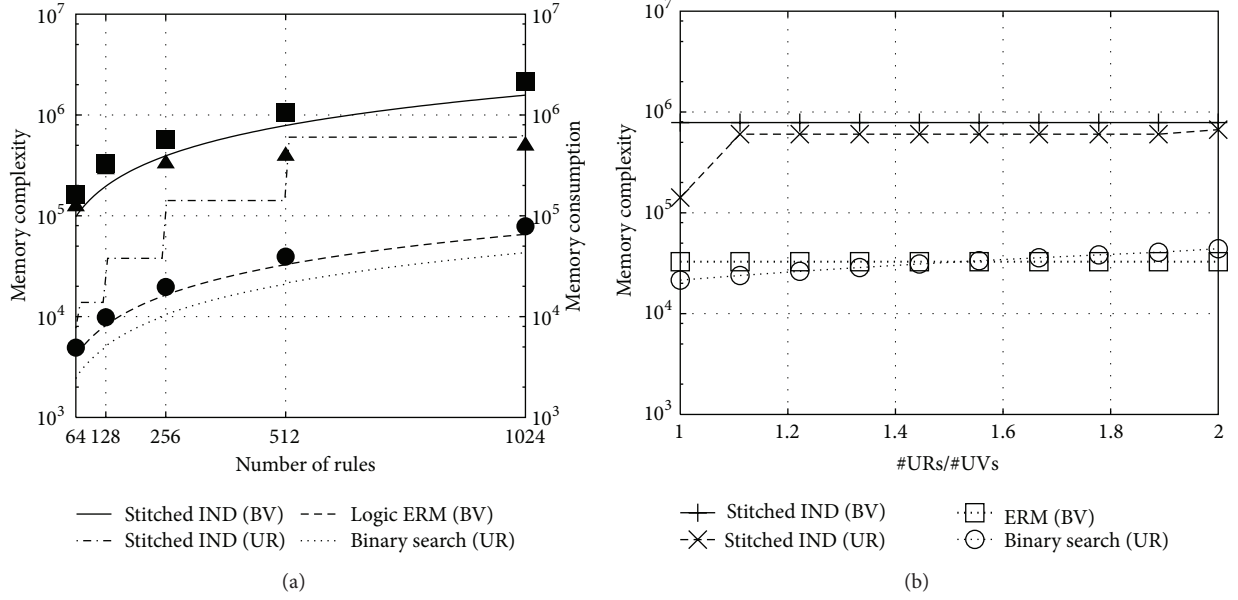 10^7
10^6
10^5
10^4
10^3
Memory complexity
64 128 256 512 1024
Number of rules
10^7
10^6
10^5
10^4
10^3
Memory consumption
Stitched IND (BV)
Stitched IND (UR)
Logic ERM (BV)
Binary search (UR)
(a)
10^7
10^6
10^5
10^4
10^3
Memory complexity
1 1.2 1.4 1.6 1.8 2
#URs/#UVs
Stitched IND (BV)
Stitched IND (UR)
ERM (BV)
Binary search (UR)
(b)